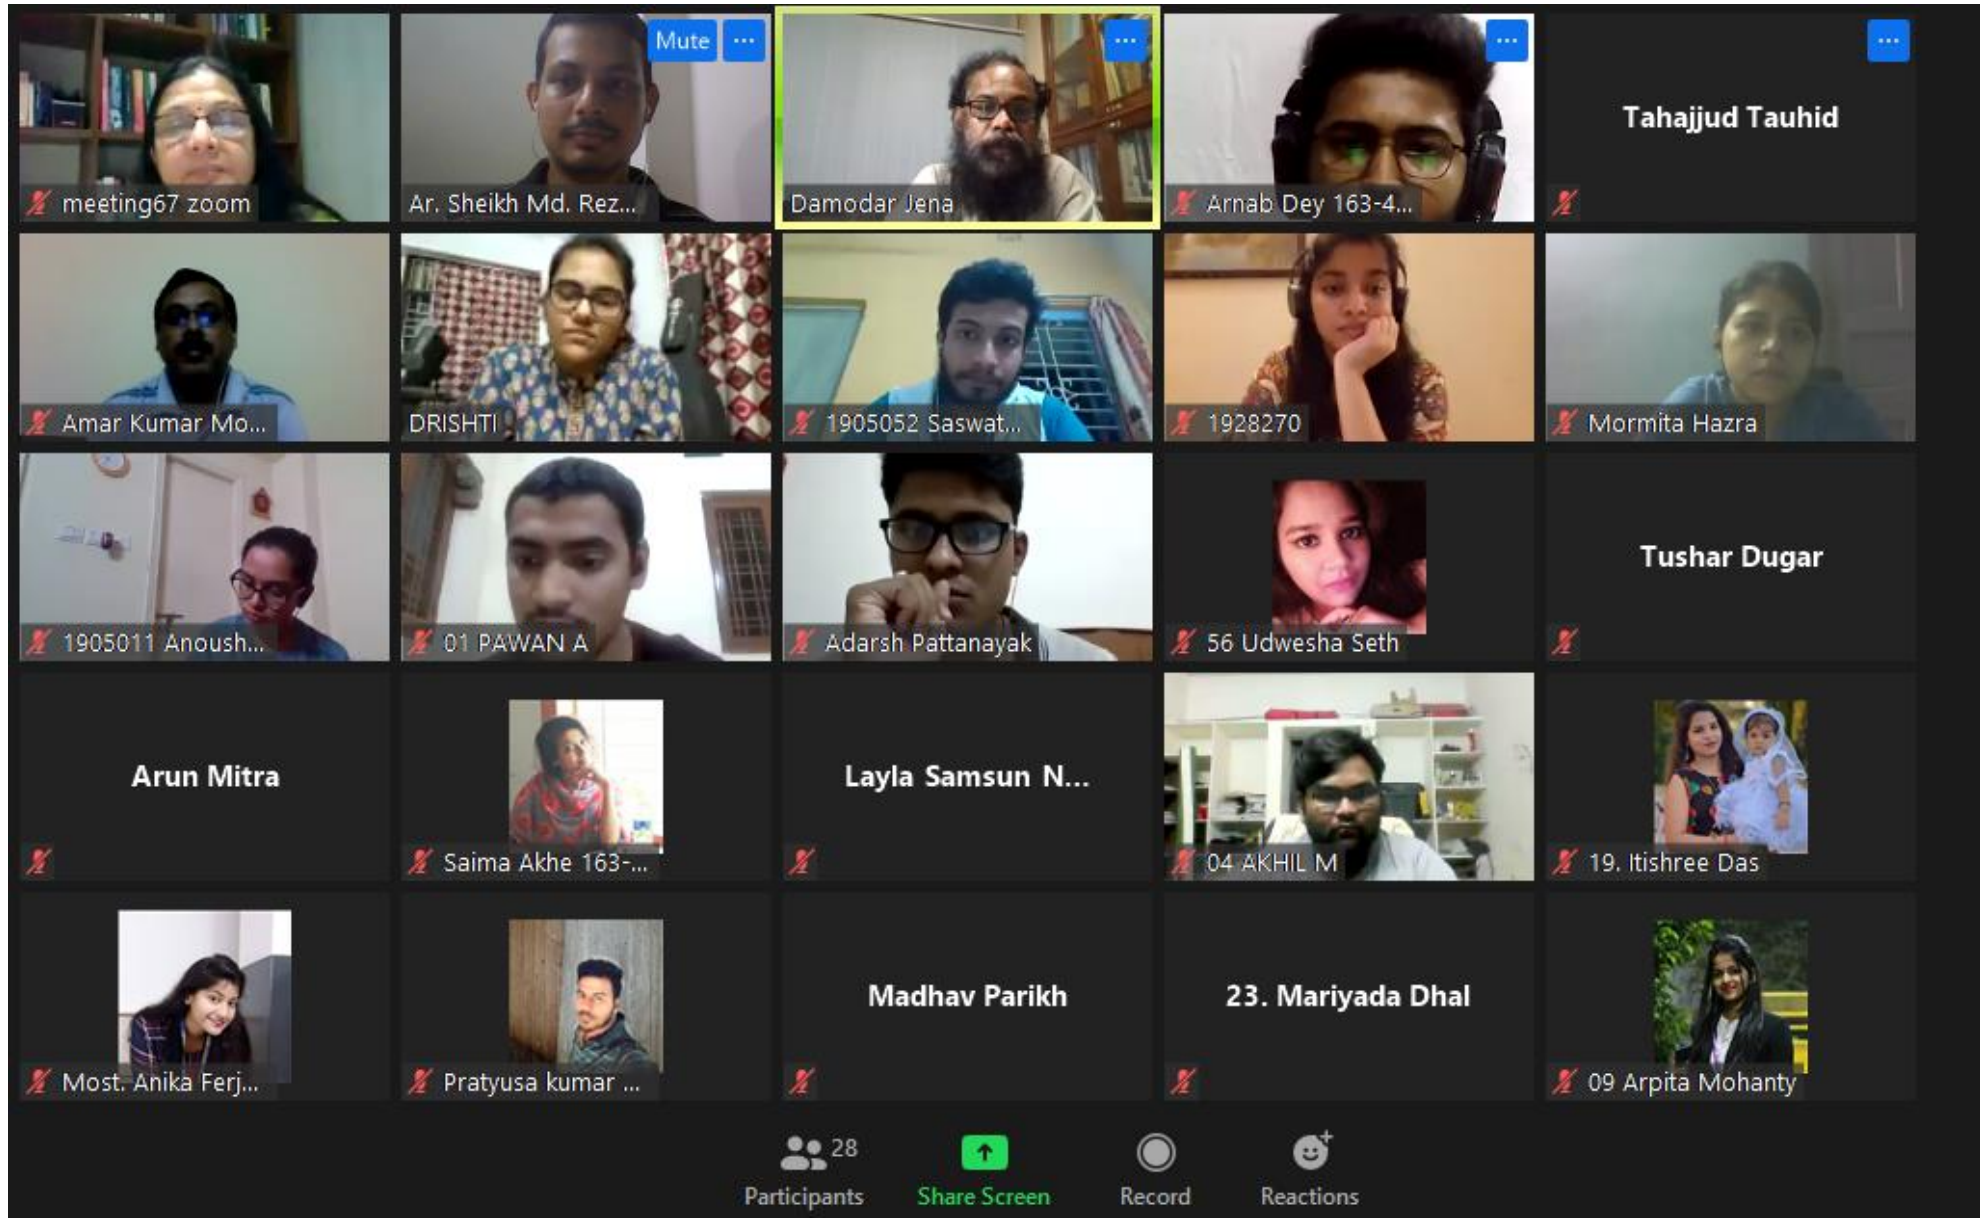 Mute
meeting67 zoom
Ar. Sheikh Md. Rez...
Damodar Jena
Arnab Dey 163-4...
Tahajjud Tauhid
Amar Kumar Mo...
DRISHTI
1905052 Saswat...
1928270
Mormita Hazra
1905011 Anoush...
01 PAWAN A
Adarsh Pattanayak
56 Udwesha Seth
Tushar Dugar
Arun Mitra
Saima Akhe 163-...
Layla Samsun N...
04 AKHIL M
19. Itishree Das
Most. Anika Ferj...
Pratyusa kumar ...
Madhav Parikh
23. Mariyada Dhal
09 Arpita Mohanty
28
Participants
Share Screen
Record
Reactions